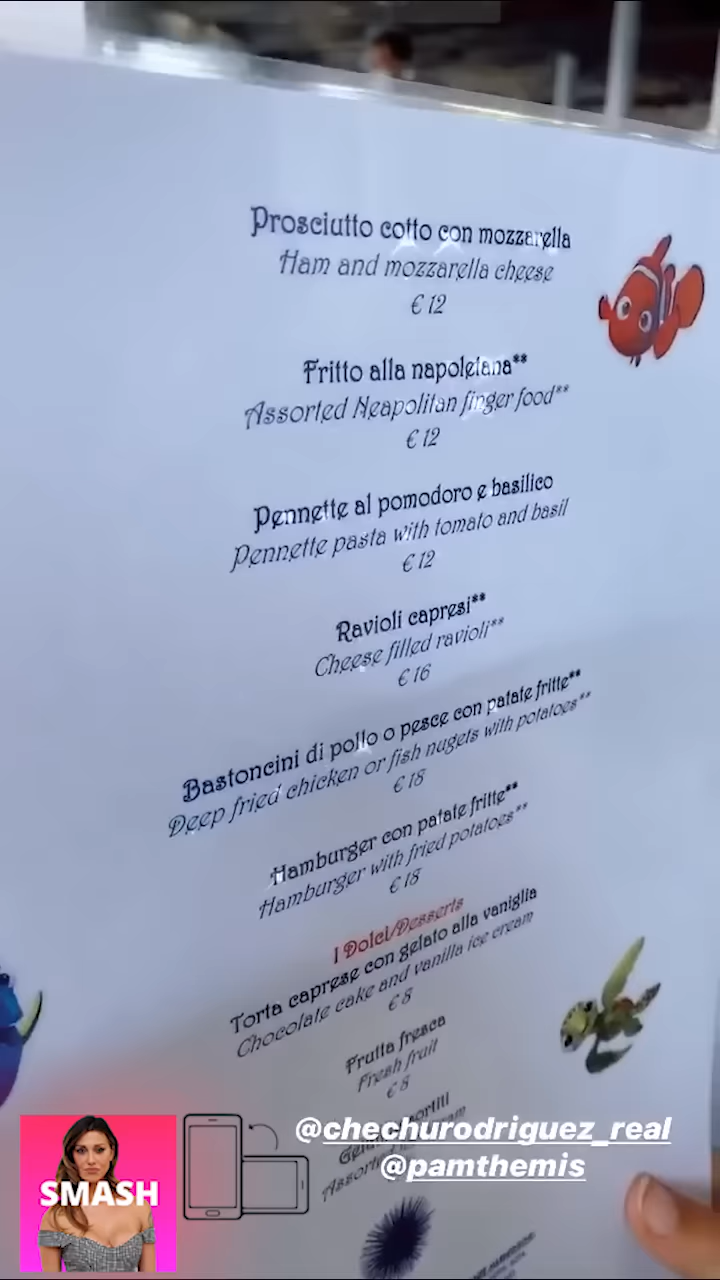 Prosciutto cotto con mozzarella
Ham and mozzarella cheese
€ 12
Fritto alla napoletana**
Assorted Neapolitan finger food**
€ 12
Pennette al pomodoro e basilico
Pennette pasta with tomato and basil
€ 12
Ravioli capresi**
Cheese filled ravioli**
€ 16
Bastoncini di pollo o pesce con patate fritte**
Deep fried chicken or fish nugets with potatoes**
€ 18
Hamburger con patate fritte**
Hamburger with fried potatoes**
€ 18
I Dolci/Desserts
Torta caprese con gelato alla vaniglia
Chocolate cake and vanilla ice cream
€ 8
Frutta fresca
Fresh fruit
€ 8
@chechurodriguez_real
@pamthemis
SMASH